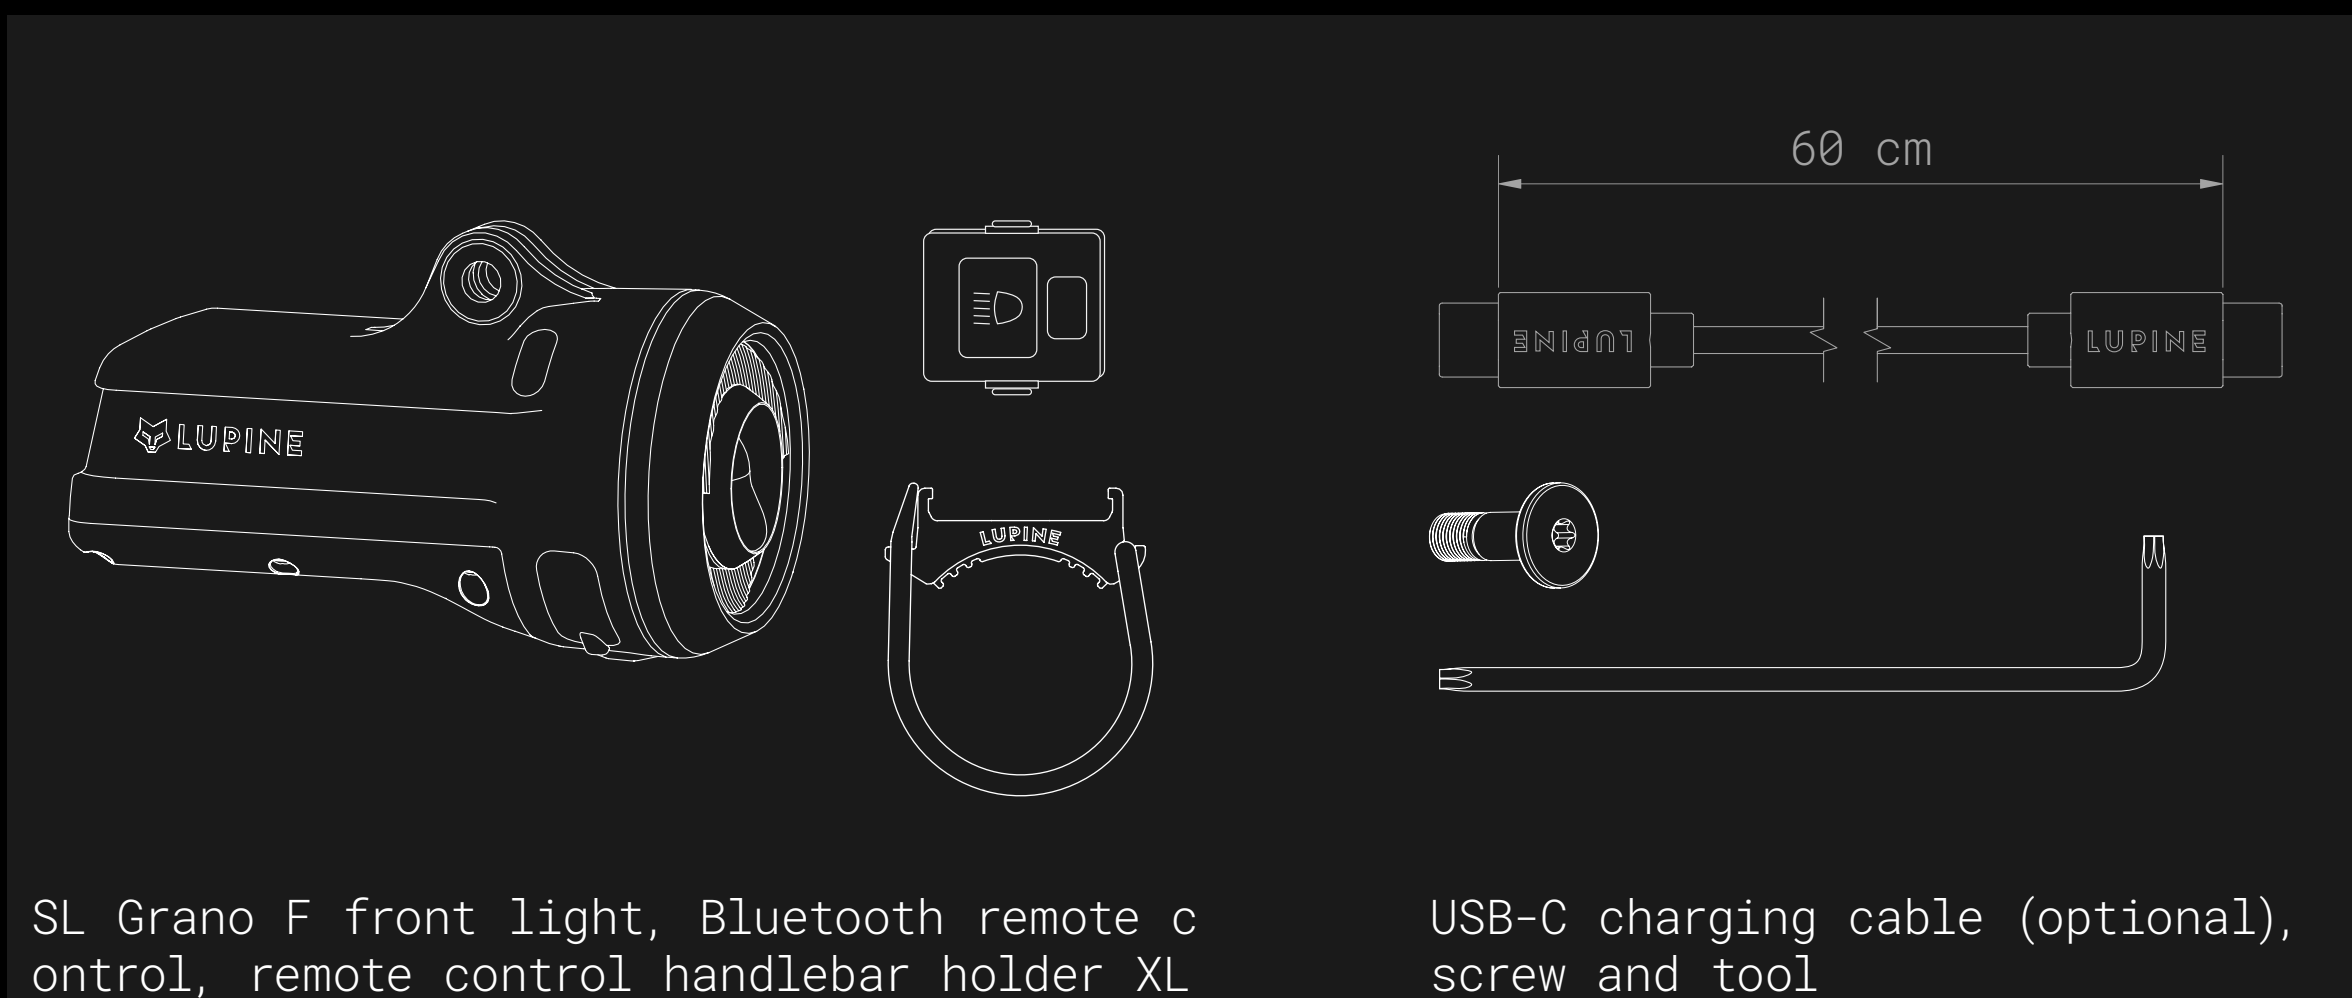 60 cm
LUPINE
LUPINE
LUPINE
LUPINE
SL Grano F front light, Bluetooth remote c
ontrol, remote control handlebar holder XL
USB-C charging cable (optional),
screw and tool